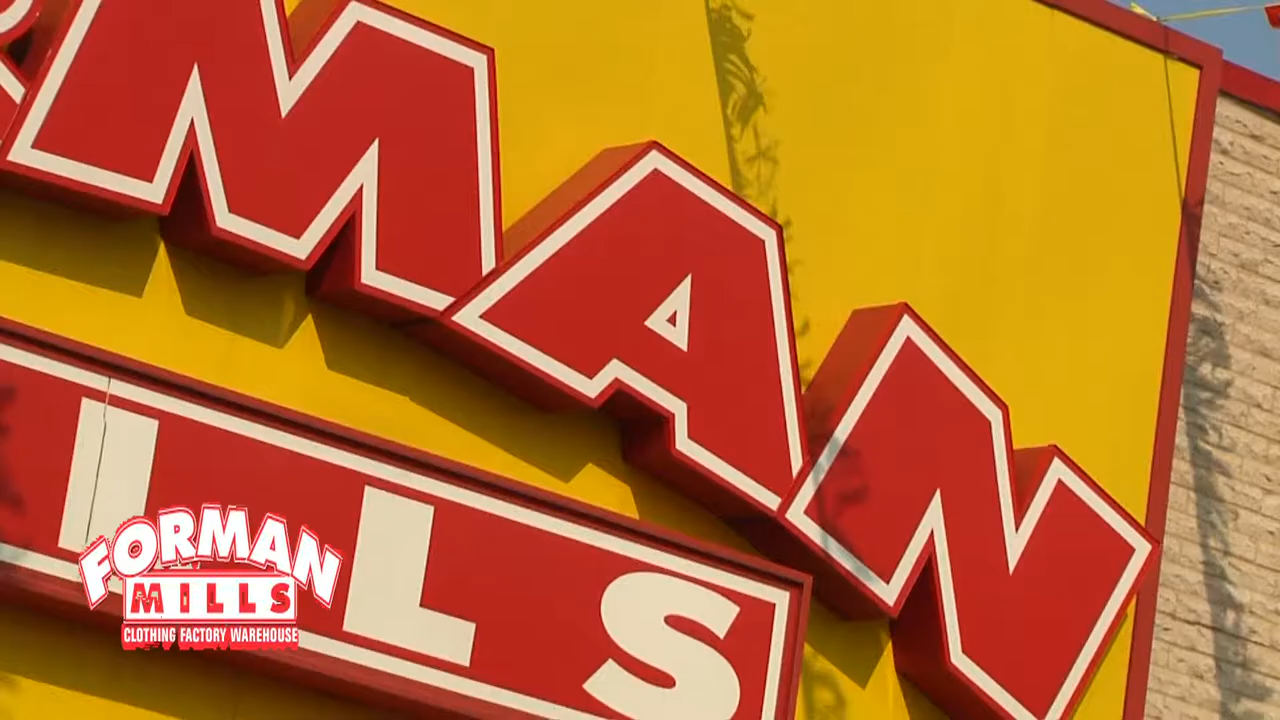 MAN
ILLS
FORMAN
MILLS
CLOTHING FACTORY WAREHOUSE